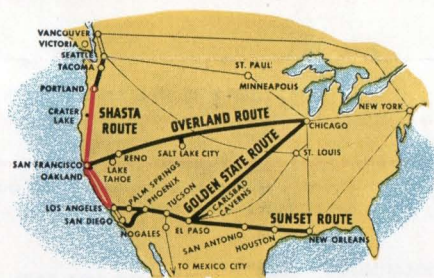 VANCOUVER
VICTORIA
SEATTLE
TACOMA
PORTLAND
CRATER
LAKE
SHASTA
ROUTE
ST. PAUL
MINNEAPOLIS
NEW YORK
OVERLAND ROUTE
CHICAGO
SAN FRANCISCO
OAKLAND
RENO
LAKE
TAHOE
SALT LAKE CITY
GOLDEN STATE ROUTE
ST. LOUIS
LOS ANGELES
SAN DIEGO
PALM SPRINGS
PHOENIX
TUCSON
CARLSBAD
CAVERNS
NOGALES
EL PASO
SUNSET ROUTE
SAN ANTONIO
HOUSTON
NEW ORLEANS
TO MEXICO CITY